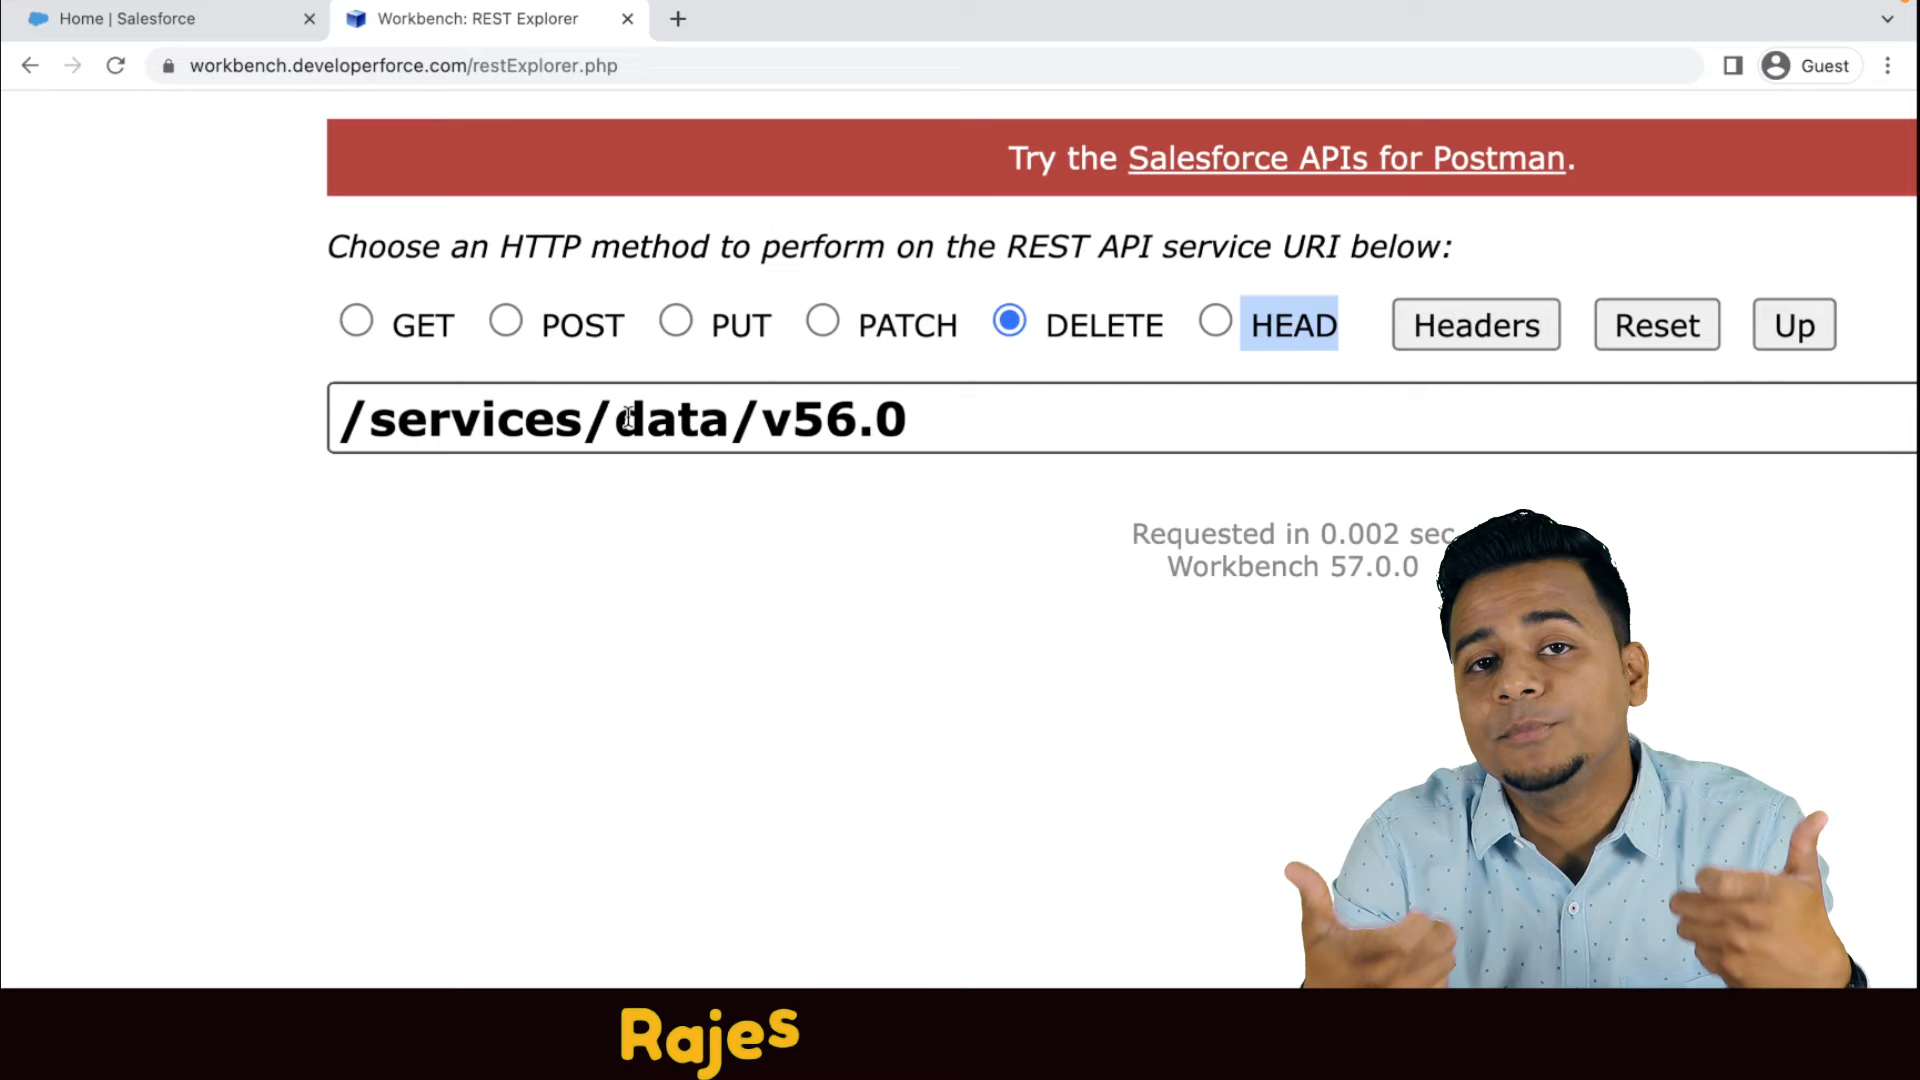 Home | Salesforce
Workbench: REST Explorer
workbench.developerforce.com/restExplorer.php
Guest
Try the Salesforce APIs for Postman.
Choose an HTTP method to perform on the REST API service URI below:
GET POST PUT PATCH DELETE HEAD Headers Reset Up
/services/data/v56.0
Requested in 0.002 sec
Workbench 57.0.0
Rajes